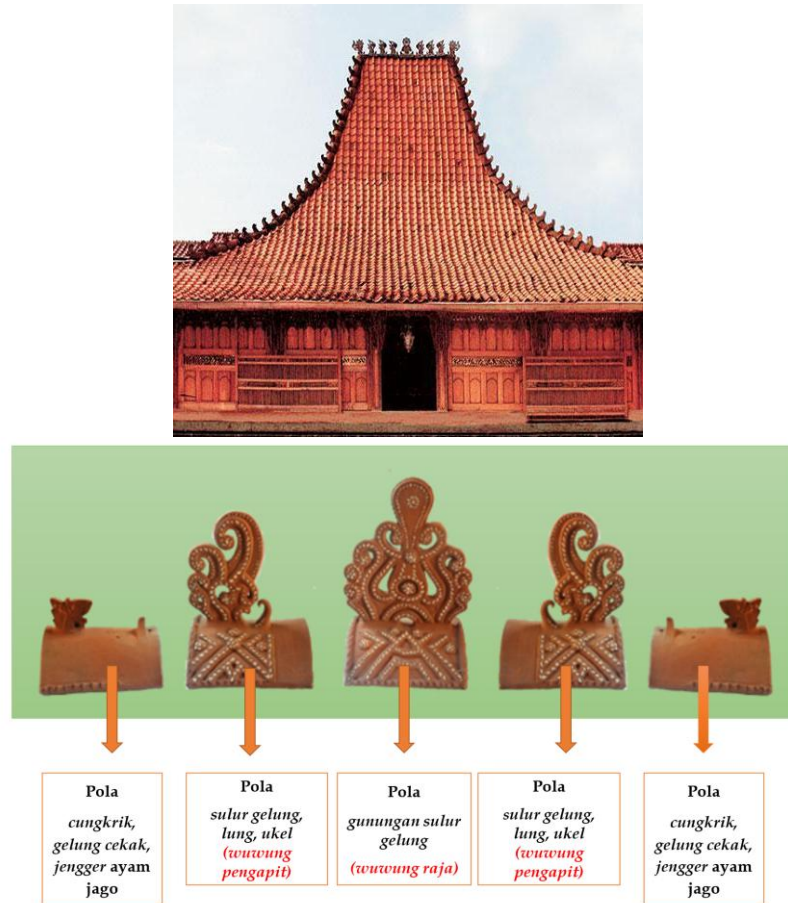 Pola
cungkrik,
gelung cekak,
jengger ayam
jago
Pola
sulur gelung,
lung, ukel
(wuwung
pengapit)
Pola
gunungan sulur
gelung
(wuwung raja)
Pola
sulur gelung,
lung, ukel
(wuwung
pengapit)
Pola
cungkrik,
gelung cekak,
jengger ayam
jago